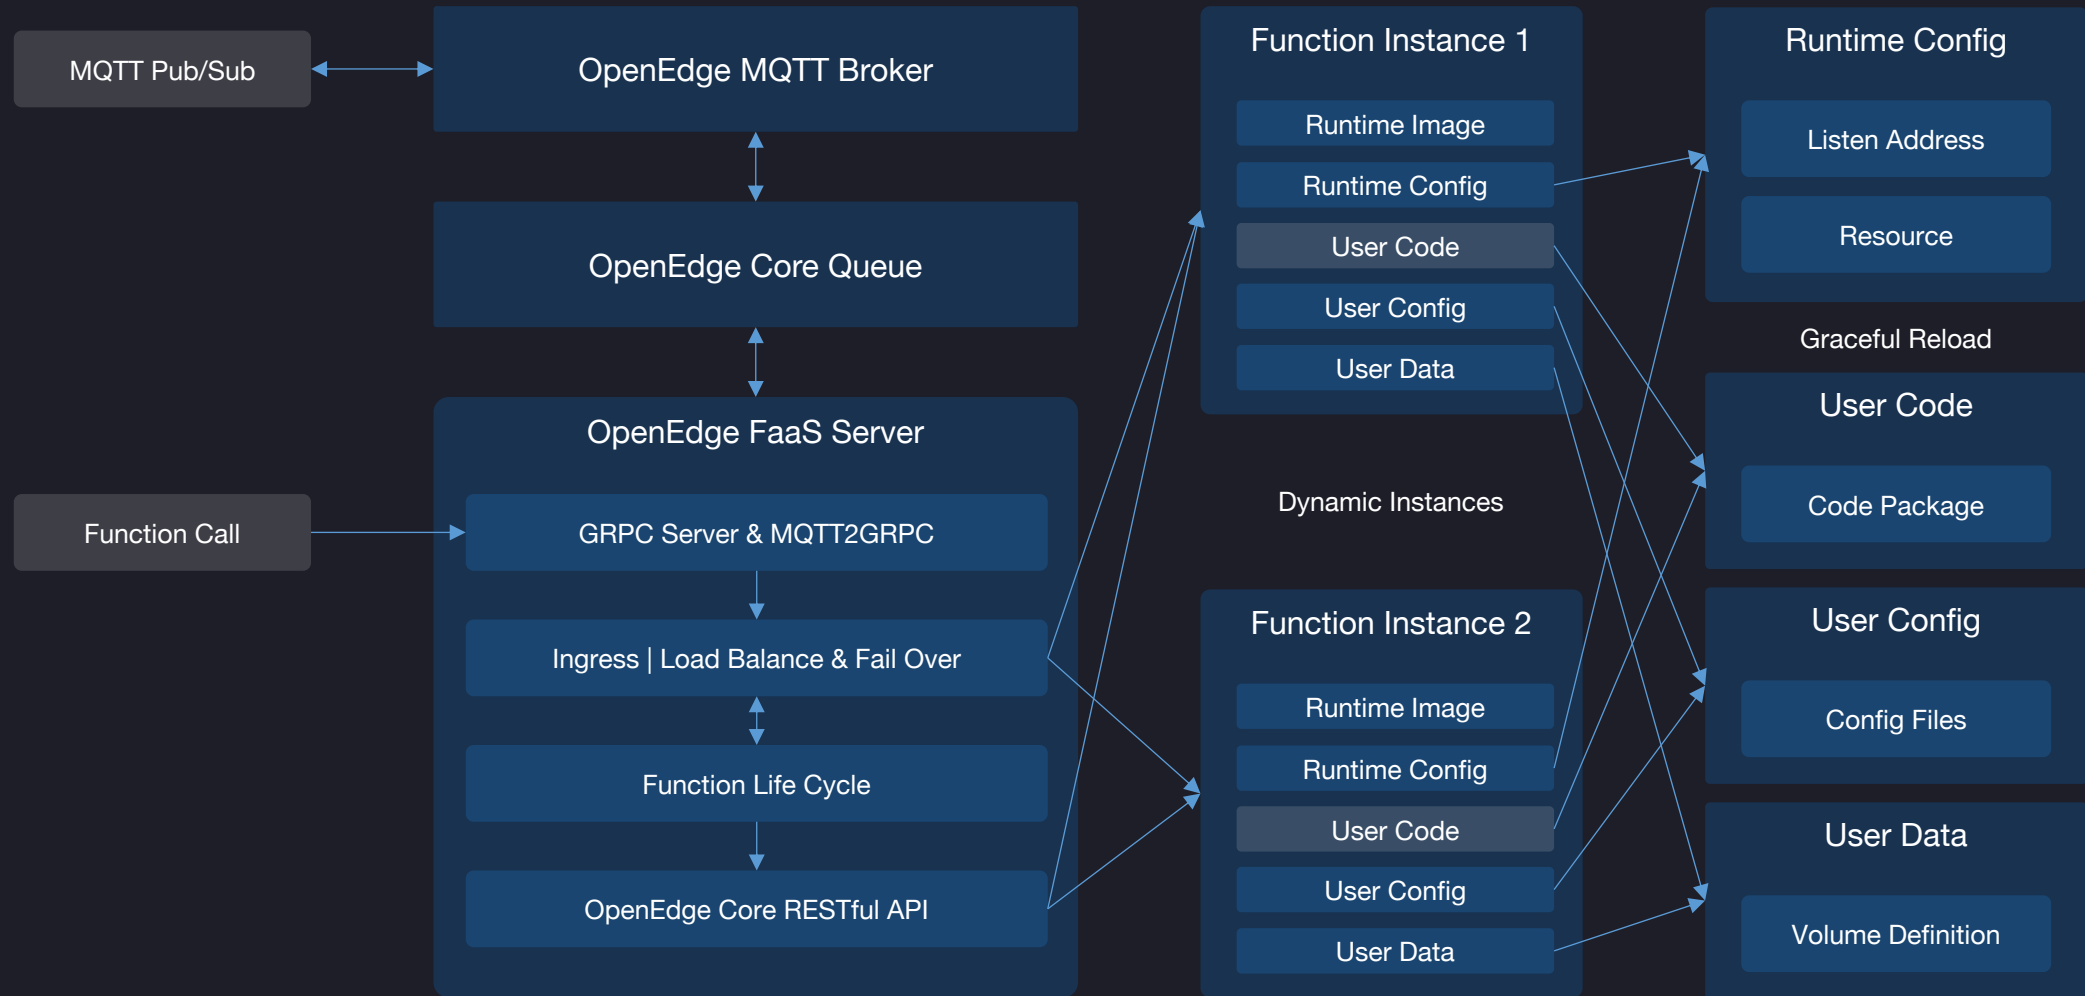 MQTT Pub/Sub
OpenEdge MQTT Broker
OpenEdge Core Queue
OpenEdge FaaS Server
Function Call
GRPC Server & MQTT2GRPC
Ingress | Load Balance & Fail Over
Function Life Cycle
OpenEdge Core RESTful API
Function Instance 1
Runtime Image
Runtime Config
User Code
User Config
User Data
Dynamic Instances
Function Instance 2
Runtime Image
Runtime Config
User Code
User Config
User Data
Runtime Config
Listen Address
Resource
Graceful Reload
User Code
Code Package
User Config
Config Files
User Data
Volume Definition